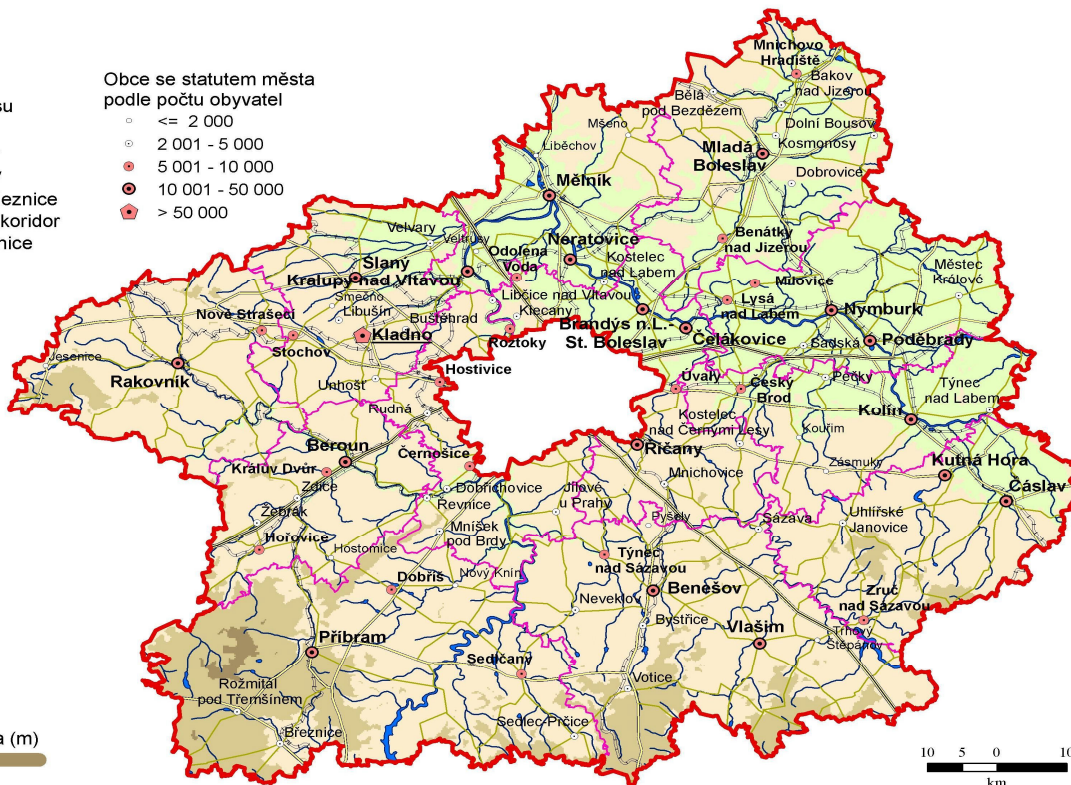 su
Obce se statutem města
podle počtu obyvatel
<= 2 000
2 001 - 5 000
5 001 - 10 000
10 001 - 50 000
> 50 000
eznice
koridor
nice
Mnichovo
Hradiště
Bakov
nad Jizerou
Bělá
pod Bezdězem
Mšeno
Dolní Bousov
Kosmonosy
Liběchov
Mladá
Boleslav
Dobrovice
Mělník
Velvary
Veltrusy
Neratovice
Benátky
nad Jizerou
Odolena
Voda
Kostelec
nad Labem
Městec
Králové
Slaný
Kralupy nad Vltavou
Milovice
Smečno
Libušín
Libčice nad Vltavou
Lysá
nad Labem
Nymburk
Nové Strašecí
Buštěhrad
Klecany
Brandýs n.L.-
St. Boleslav
Čelákovice
Kladno
Roztoky
Sadská
Poděbrady
Stochov
Jesenice
Rakovník
Hostivice
Unhošť
Úvaly
Český
Brod
Pečky
Týnec
nad Labem
Rudná
Kolín
Kostelec
nad Černými Lesy
Kouřim
Beroun
Říčany
Králův Dvůr
Černošice
Zásmuky
Kutná Hora
Mnichovice
Zdice
Dobřichovice
Řevnice
Jílové
u Prahy
Čáslav
Žebrák
Pyšely
Sázava
Uhlířské
Janovice
Mníšek
pod Brdy
Hořovice
Hostomice
Týnec
nad Sázavou
Dobříš
Nový Knín
Benešov
Zruč
nad Sázavou
Neveklov
Bystřice
Vlašim
Trhový
Štěpánov
Příbram
Sedlčany
Rožmitál
pod Třemšínem
Votice
Sedlec-Prčice
Březnice
a (m)
10 5 0 10
km